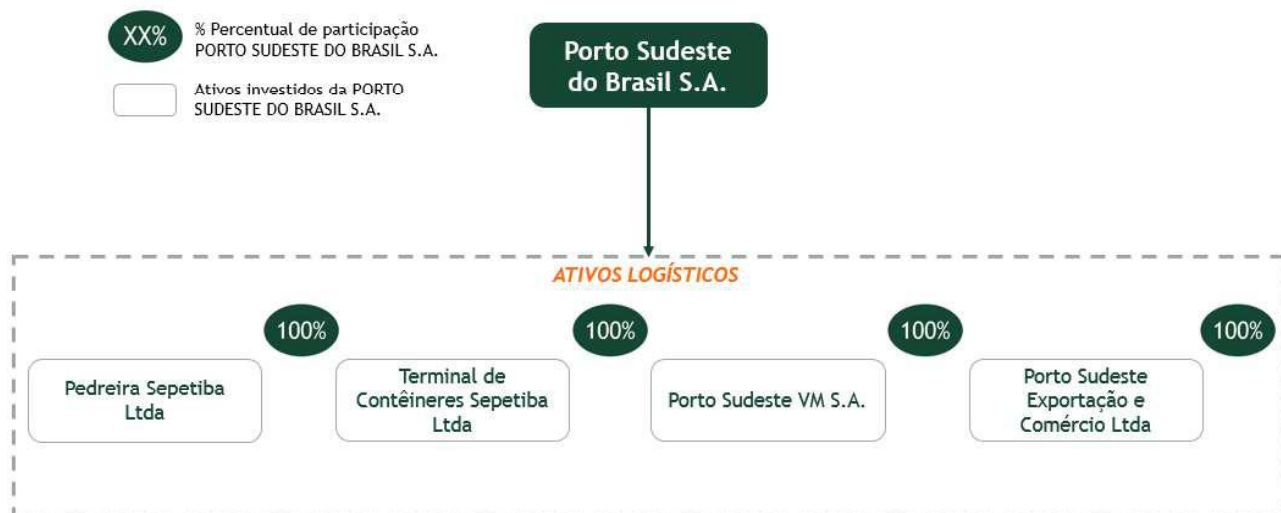 XX%
% Percentual de participação
PORTO SUDESTE DO BRASIL S.A.
Ativos investidos da PORTO
SUDESTE DO BRASIL S.A.
Porto Sudeste
do Brasil S.A.
ATIVOS LOGÍSTICOS
100%
100%
100%
100%
Pedreira Sepetiba
Ltda
Terminal de
Contêineres Sepetiba
Ltda
Porto Sudeste VM S.A.
Porto Sudeste
Exportação e
Comércio Ltda